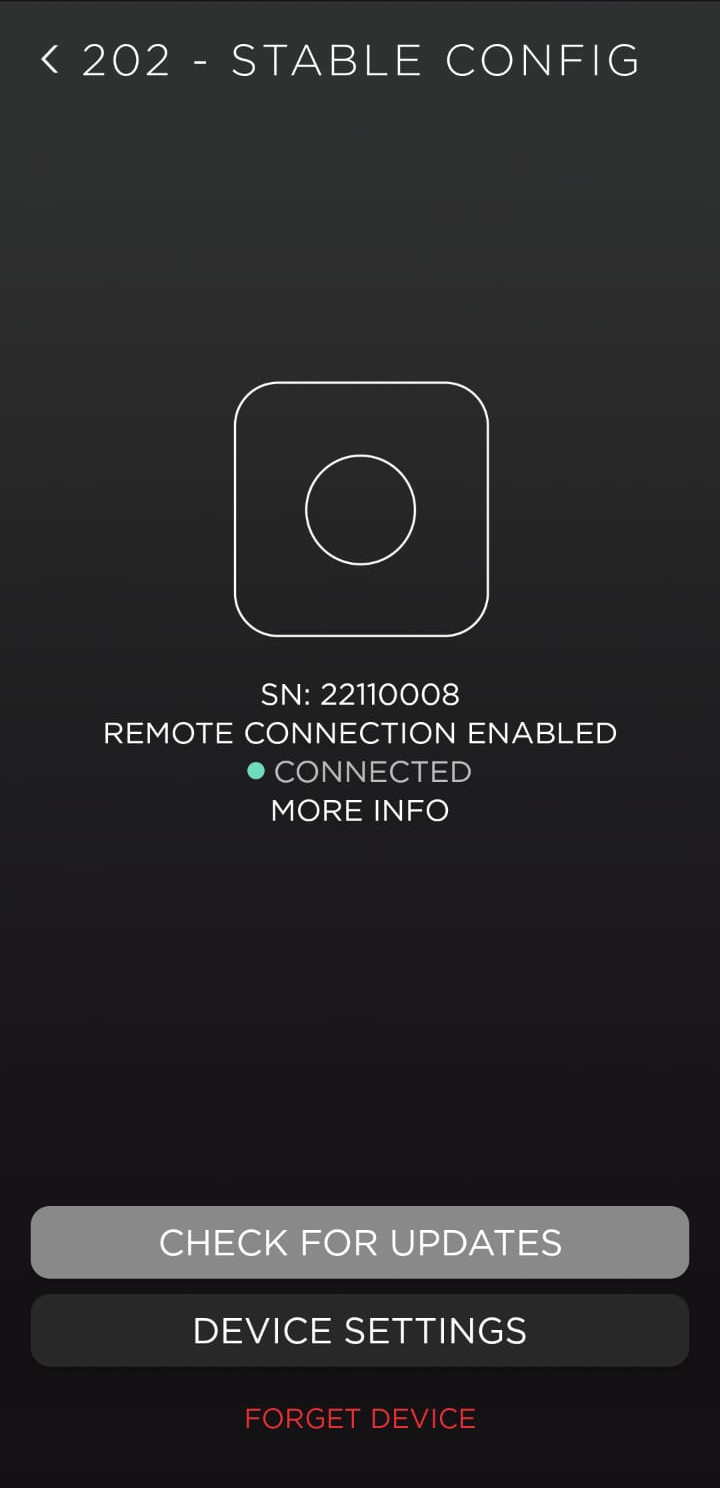 202 - STABLE CONFIG
SN: 22110008
REMOTE CONNECTION ENABLED
CONNECTED
MORE INFO
CHECK FOR UPDATES
DEVICE SETTINGS
FORGET DEVICE